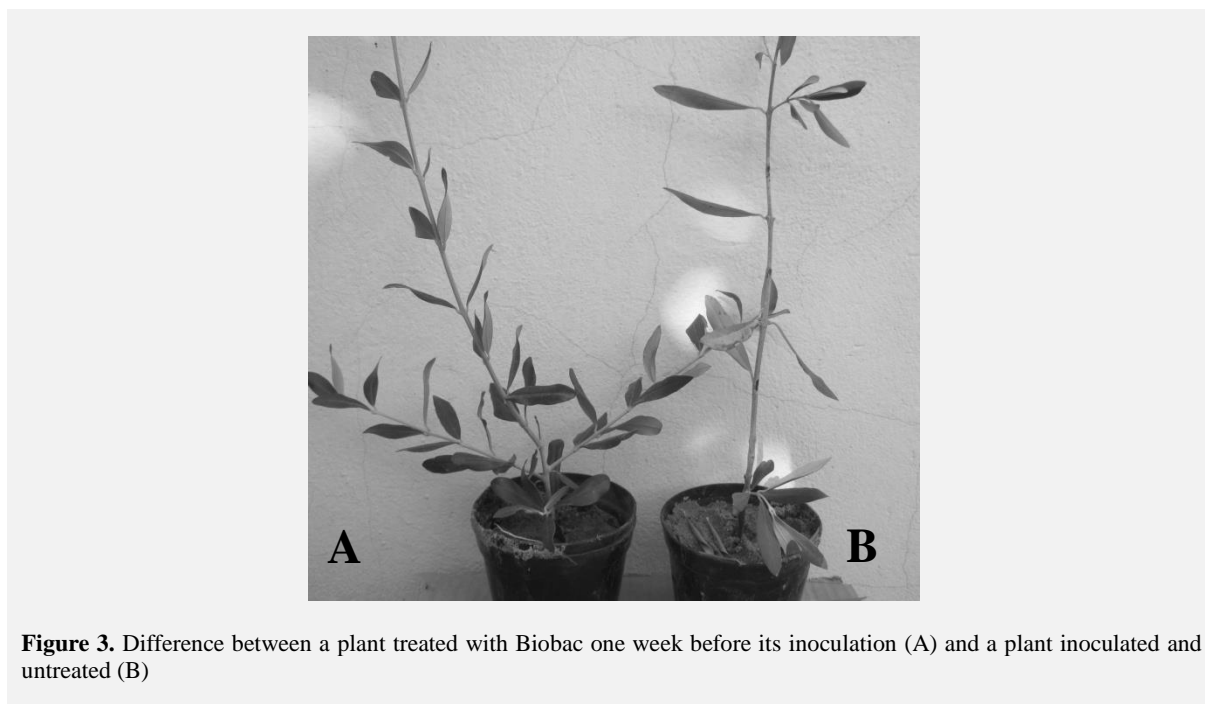 A
B
Figure 3. Difference between a plant treated with Biobac one week before its inoculation (A) and a plant inoculated and
untreated (B)